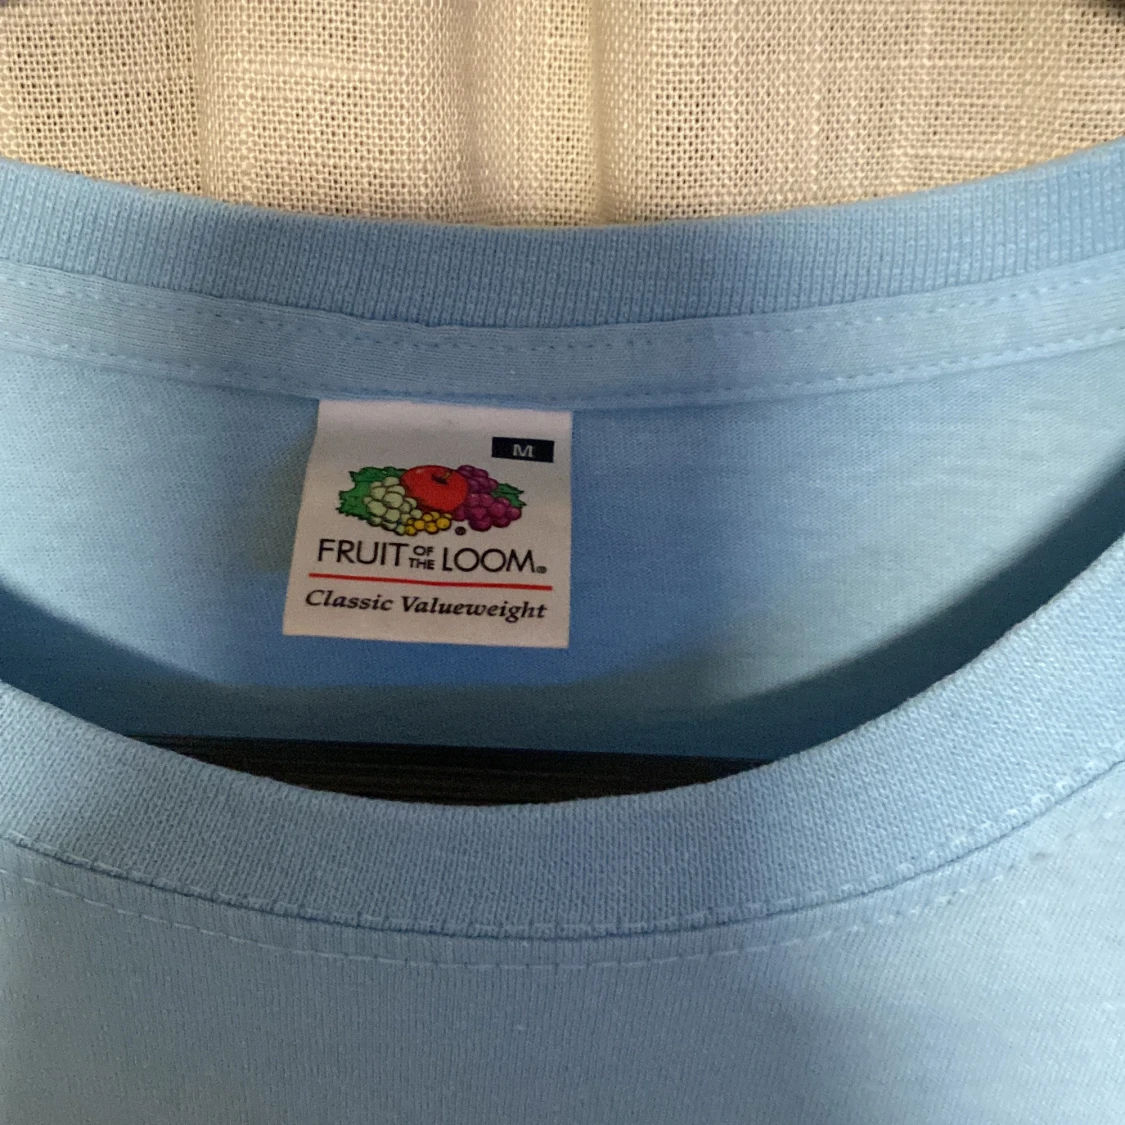 M
FRUIT OF THE LOOM®
Classic Valueweight